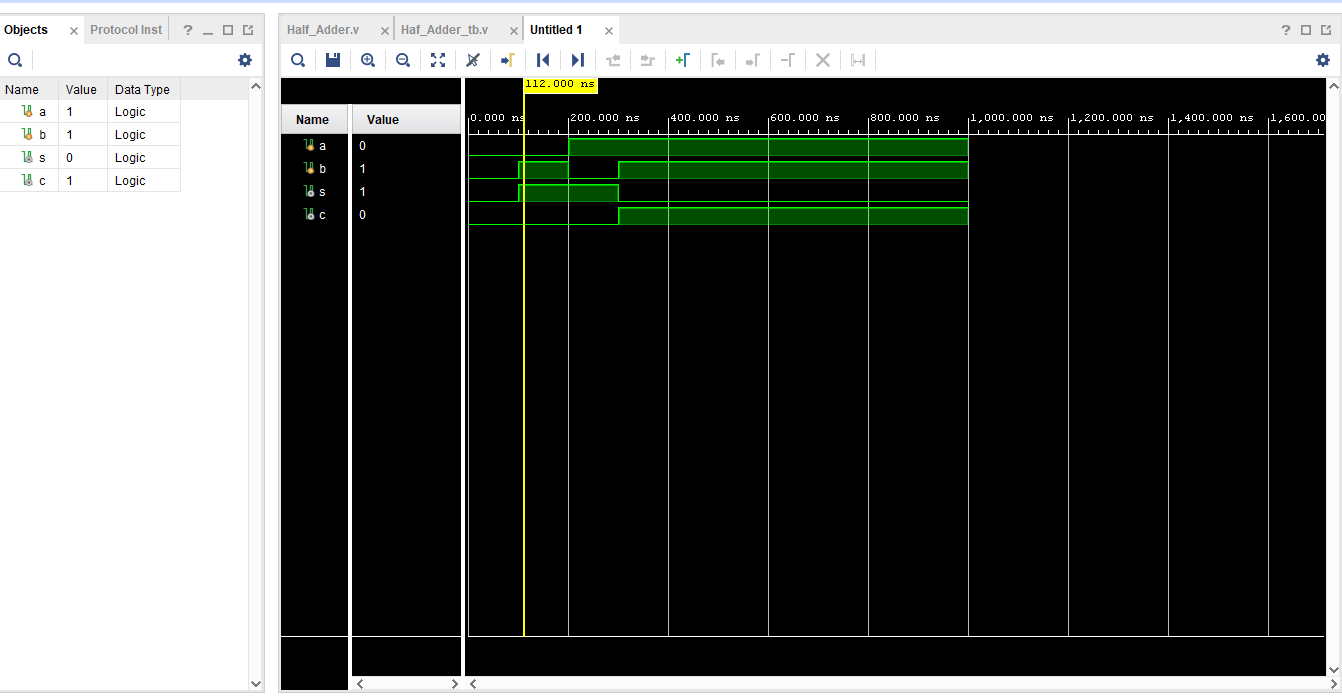 Objects × Protocol Inst ?
Name Value Data Type
a 1 Logic
b 1 Logic
s 0 Logic
c 1 Logic
Half_Adder.v × Haf_Adder_tb.v × Untitled 1 × ?
112.000 ns
Name Value
0.000 ns 200.000 ns 400.000 ns 600.000 ns 800.000 ns 1,000.000 ns 1,200.000 ns 1,400.000 ns 1,600.00
a 0
b 1
s 1
c 0